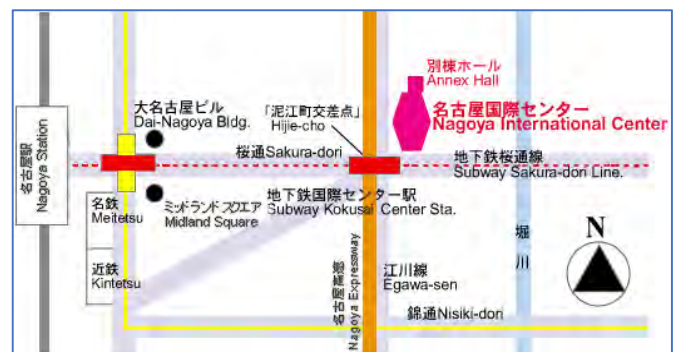 別棟ホール
Annex Hall
名古屋国際センター
Nagoya International Center
大名古屋ビル
Dai-Nagoya Bldg.
「泥江町交差点」
Hijie-cho
名古屋駅
Nagoya Station
桜通Sakura-dori
地下鉄桜通線
Subway Sakura-dori Line.
名鉄
Meitetsu
ミッドランド スクエア
Midland Square
地下鉄国際センター駅
Subway Kokusai Center Sta.
堀川
N
近鉄
Kintetsu
名古屋高速
Nagoya Expressway
江川線
Egawa-sen
錦通Nisiki-dori